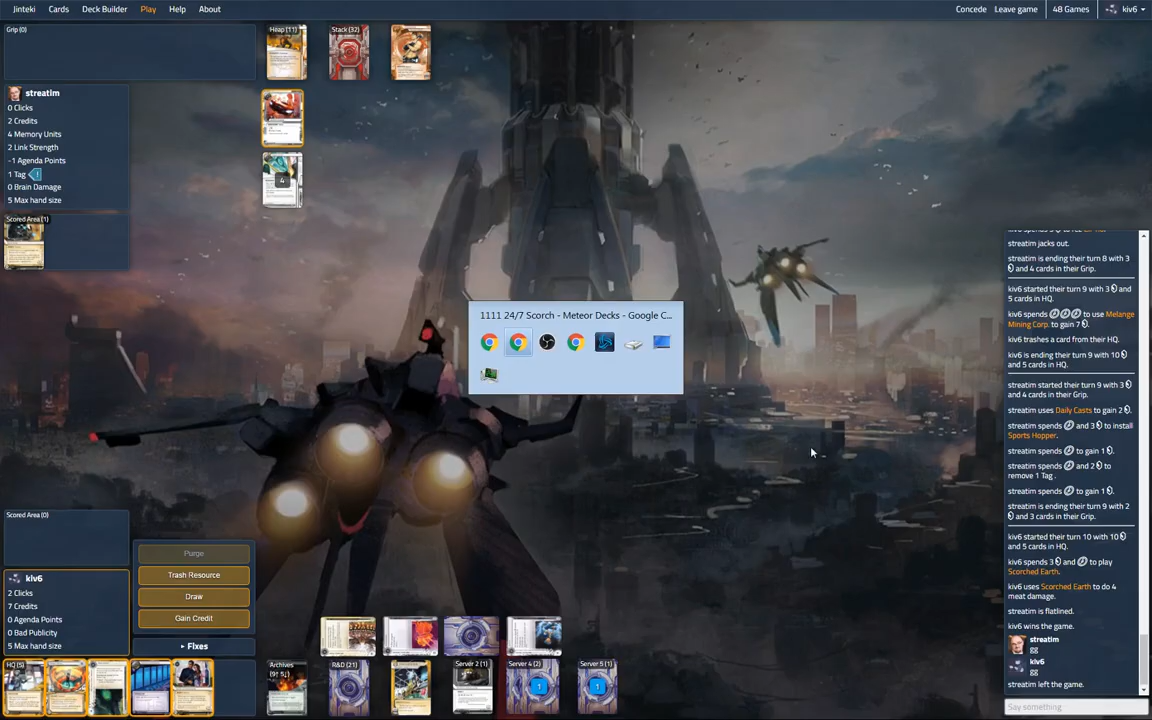 Jinteki Cards Deck Builder Play Help About Concede Leave game 48 Games kiv6
Grip (0)
Heap (11)
Stack (32)
streatim
0 Clicks
2 Credits
4 Memory Units
2 Link Strength
-1 Agenda Points
1 Tag
0 Brain Damage
5 Max hand size
4
Scored Area (1)
1111 24/7 Scorch - Meteor Decks - Google C...
streatim jacks out.
streatim is ending their turn 8 with 3
and 4 cards in their Grip.
kiv6 started their turn 9 with 3 and
5 cards in HQ.
kiv6 spends to use Melange
Mining Corp. to gain 7.
kiv6 trashes a card from their HQ.
kiv6 is ending their turn 9 with 10
and 5 cards in HQ.
streatim started their turn 9 with 3
and 4 cards in their Grip.
streatim uses Daily Casts to gain 2.
streatim spends and 3 to install
Sports Hopper.
streatim spends to gain 1.
streatim spends and 2 to
remove 1 Tag .
streatim spends to gain 1.
streatim is ending their turn 9 with 2
and 3 cards in their Grip.
kiv6 started their turn 10 with 10
and 5 cards in HQ.
kiv6 spends 3 and to play
Scorched Earth.
kiv6 uses Scorched Earth to do 4
meat damage.
streatim is flatlined.
kiv6 wins the game.
streatim
gg
kiv6
gg
streatim left the game.
Say something
Scored Area (0)
kiv6
2 Clicks
7 Credits
0 Agenda Points
0 Bad Publicity
5 Max hand size
Purge
Trash Resource
Draw
Gain Credit
Fixes
HQ (5)
Archives
R&D (21)
Server 2 (1)
Server 4 (2)
1
Server 5 (1)
1